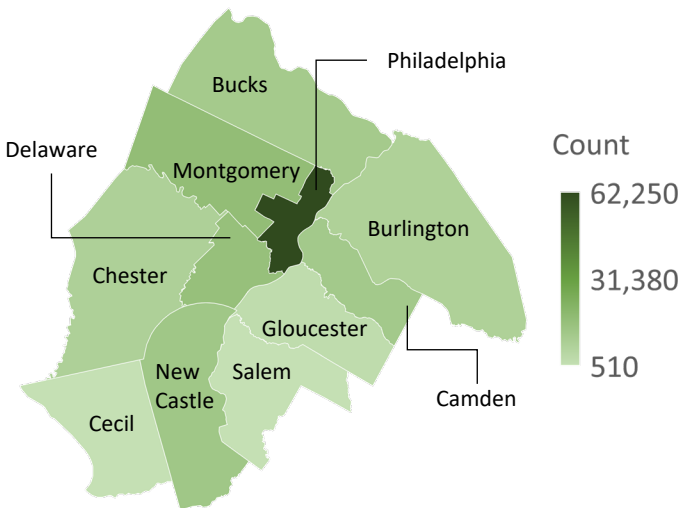 Philadelphia
Bucks
Delaware
Montgomery
Count
62,250
Burlington
Chester
31,380
Gloucester
510
New
Castle
Salem
Camden
Cecil